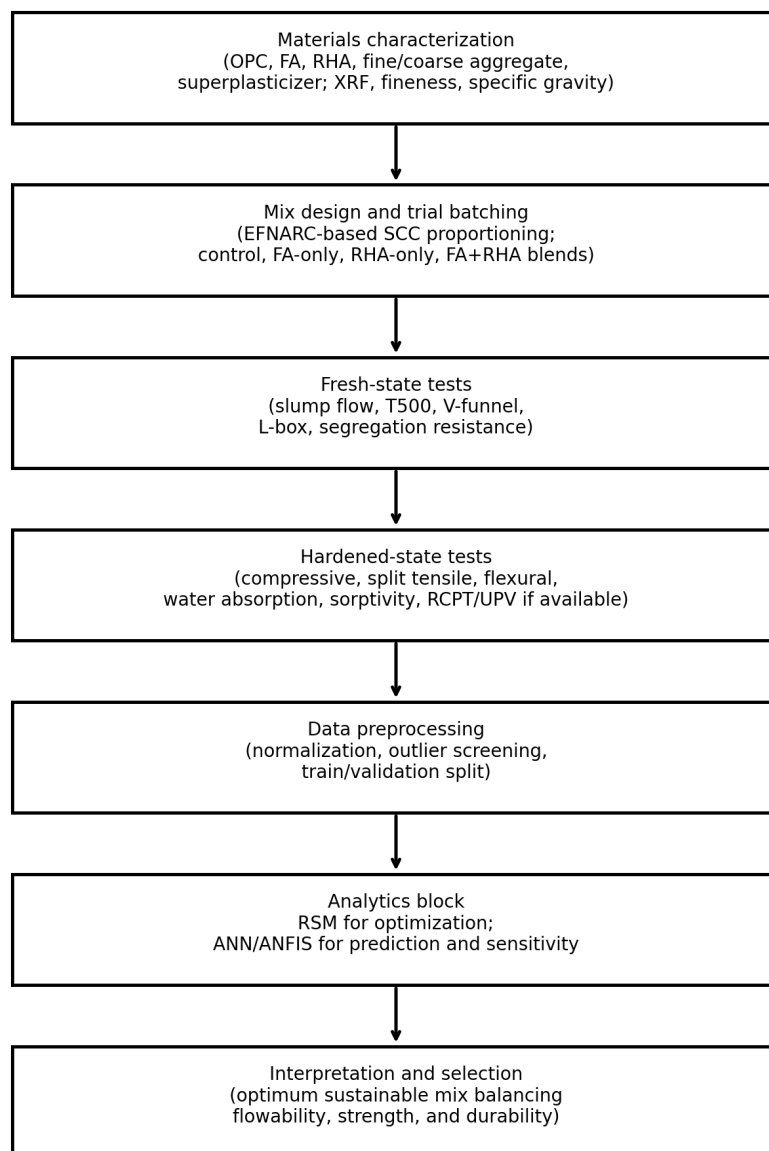 Materials characterization
(OPC, FA, RHA, fine/coarse aggregate,
superplasticizer; XRF, fineness, specific gravity)
Mix design and trial batching
(EFNARC-based SCC proportioning;
control, FA-only, RHA-only, FA+RHA blends)
Fresh-state tests
(slump flow, T500, V-funnel,
L-box, segregation resistance)
Hardened-state tests
(compressive, split tensile, flexural,
water absorption, sorptivity, RCPT/UPV if available)
Data preprocessing
(normalization, outlier screening,
train/validation split)
Analytics block
RSM for optimization;
ANN/ANFIS for prediction and sensitivity
Interpretation and selection
(optimum sustainable mix balancing
flowability, strength, and durability)